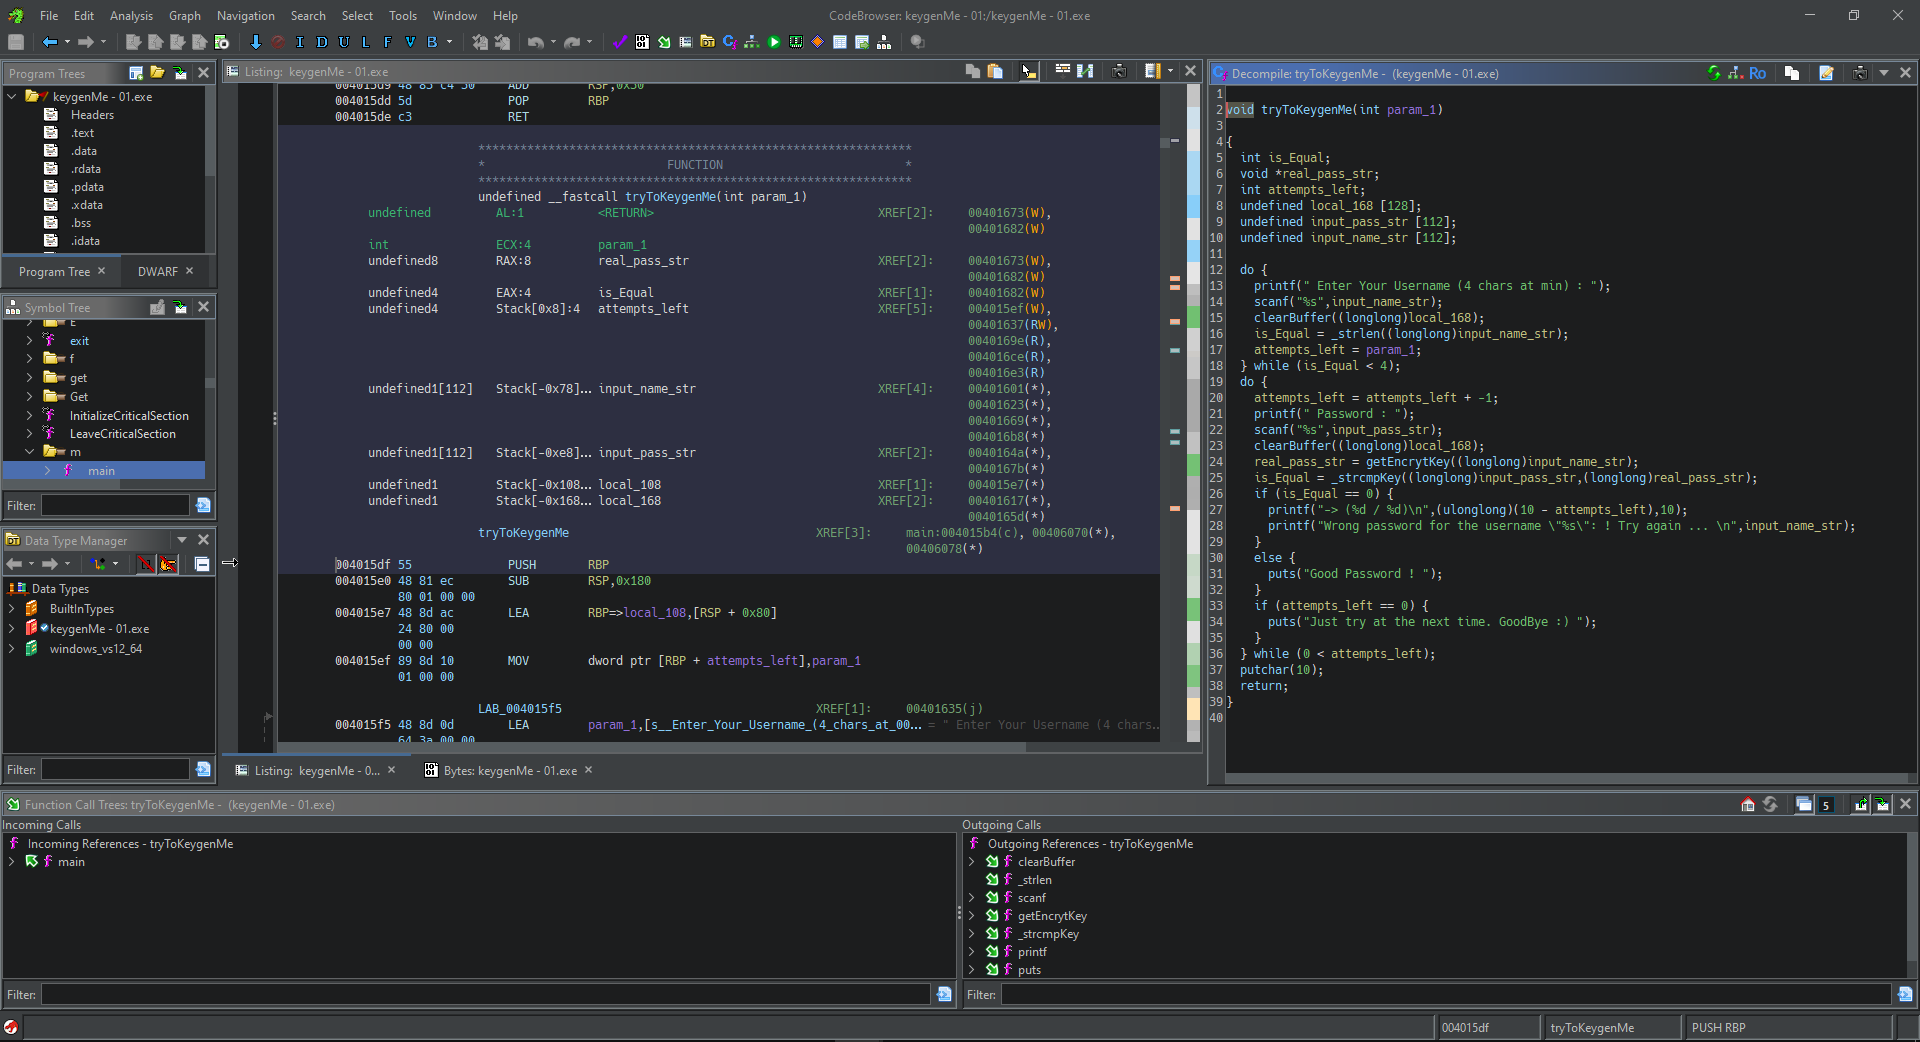 File Edit Analysis Graph Navigation Search Select Tools Window Help
CodeBrowser: keygenMe - 01:/keygenMe - 01.exe
I D U L F V B
Program Trees
keygenMe - 01.exe
Headers
.text
.data
.rdata
.pdata
.xdata
.bss
.idata
Program Tree
DWARF
Symbol Tree
E
exit
f
get
Get
InitializeCriticalSection
LeaveCriticalSection
m
main
Filter:
Data Type Manager
Data Types
BuiltInTypes
keygenMe - 01.exe
windows_vs12_64
Filter:
Listing: keygenMe - 01.exe
004015d9 48 83 c4 50 ADD RSP,0x50
004015dd 5d POP RBP
004015de c3 RET
**************************************************************
* FUNCTION *
**************************************************************
undefined __fastcall tryToKeygenMe(int param_1)
undefined AL:1 <RETURN> XREF[2]: 00401673(W),
00401682(W)
int ECX:4 param_1
undefined8 RAX:8 real_pass_str XREF[2]: 00401673(W),
00401682(W)
undefined4 EAX:4 is_Equal XREF[1]: 00401682(W)
undefined4 Stack[0x8]:4 attempts_left XREF[5]: 004015ef(W),
00401637(RW),
0040169e(R),
004016ce(R),
004016e3(R)
undefined1[112] Stack[-0x78]... input_name_str XREF[4]: 00401601(*),
00401623(*),
00401669(*),
004016b8(*)
undefined1[112] Stack[-0xe8]... input_pass_str XREF[2]: 0040164a(*),
0040167b(*)
undefined1 Stack[-0x108... local_108 XREF[1]: 004015e7(*)
undefined1 Stack[-0x168... local_168 XREF[2]: 00401617(*),
0040165d(*)
tryToKeygenMe XREF[3]: main:004015b4(c), 00406070(*),
00406078(*)
004015df 55 PUSH RBP
004015e0 48 81 ec SUB RSP,0x180
80 01 00 00
004015e7 48 8d ac LEA RBP=>local_108,[RSP + 0x80]
24 80 00
00 00
004015ef 89 8d 10 MOV dword ptr [RBP + attempts_left],param_1
01 00 00
LAB_004015f5 XREF[1]: 00401635(j)
004015f5 48 8d 0d LEA param_1,[s__Enter_Your_Username_(4_chars_at_00... = " Enter Your Username (4 chars...
64 3a 00 00
Listing: keygenMe - 0...
Bytes: keygenMe - 01.exe
Decompile: tryToKeygenMe - (keygenMe - 01.exe)
Ro
1
2 void tryToKeygenMe(int param_1)
3
4 {
5 int is_Equal;
6 void *real_pass_str;
7 int attempts_left;
8 undefined local_168 [128];
9 undefined input_pass_str [112];
10 undefined input_name_str [112];
11
12 do {
13 printf(" Enter Your Username (4 chars at min) : ");
14 scanf("%s",input_name_str);
15 clearBuffer((longlong)local_168);
16 is_Equal = _strlen((longlong)input_name_str);
17 attempts_left = param_1;
18 } while (is_Equal < 4);
19 do {
20 attempts_left = attempts_left + -1;
21 printf(" Password : ");
22 scanf("%s",input_pass_str);
23 clearBuffer((longlong)local_168);
24 real_pass_str = getEncrytKey((longlong)input_name_str);
25 is_Equal = _strcmpKey((longlong)input_pass_str,(longlong)real_pass_str);
26 if (is_Equal == 0) {
27 printf("-> (%d / %d)\n",(ulonglong)(10 - attempts_left),10);
28 printf("Wrong password for the username \"%s\": ! Try again ... \n",input_name_str);
29 }
30 else {
31 puts("Good Password ! ");
32 }
33 if (attempts_left == 0) {
34 puts("Just try at the next time. GoodBye :) ");
35 }
36 } while (0 < attempts_left);
37 putchar(10);
38 return;
39 }
40
Function Call Trees: tryToKeygenMe - (keygenMe - 01.exe)
5
Incoming Calls
Incoming References - tryToKeygenMe
main
Filter:
Outgoing Calls
Outgoing References - tryToKeygenMe
clearBuffer
_strlen
scanf
getEncrytKey
_strcmpKey
printf
puts
Filter:
004015df
tryToKeygenMe
PUSH RBP